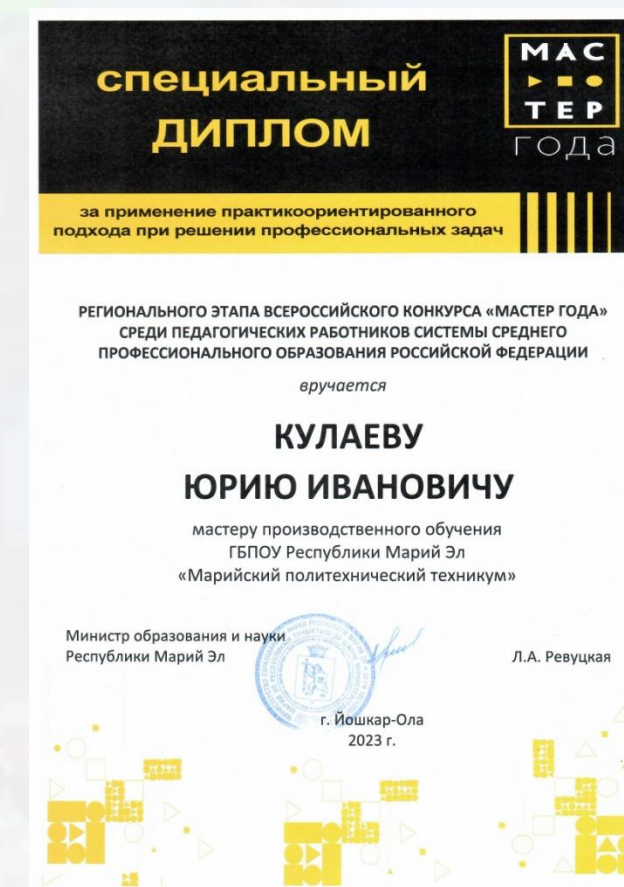 специальный
ДИПЛОМ
МАС
ТЕР
года
за применение практикоориентированного
подхода при решении профессиональных задач
РЕГИОНАЛЬНОГО ЭТАПА ВСЕРОССИЙСКОГО КОНКУРСА «МАСТЕР ГОДА»
СРЕДИ ПЕДАГОГИЧЕСКИХ РАБОТНИКОВ СИСТЕМЫ СРЕДНЕГО
ПРОФЕССИОНАЛЬНОГО ОБРАЗОВАНИЯ РОССИЙСКОЙ ФЕДЕРАЦИИ
вручается
КУЛАЕВУ
ЮРИЮ ИВАНОВИЧУ
мастеру производственного обучения
ГБПОУ Республики Марий Эл
«Марийский политехнический техникум»
Министр образования и науки
Республики Марий Эл
Л.А. Ревуцкая
г. Йошкар-Ола
2023 г.